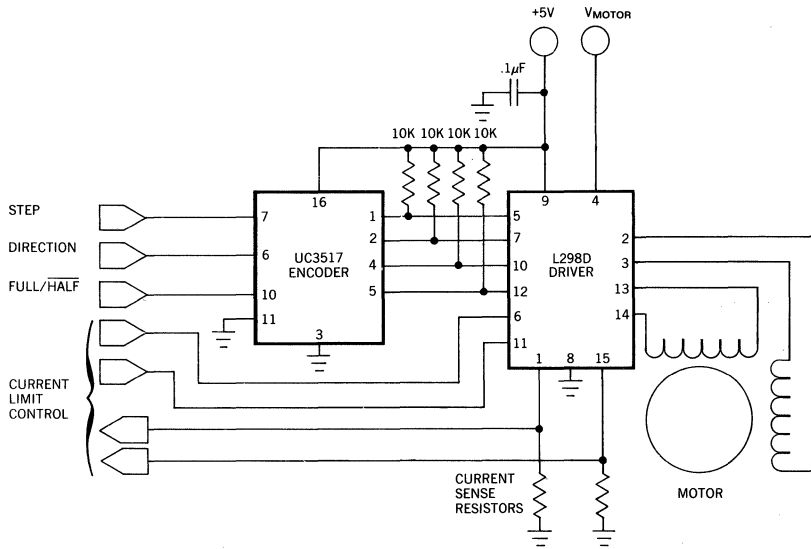 +5V
VMOTOR
.1µF
10K 10K 10K 10K
STEP
DIRECTION
FULL/HALF
CURRENT
LIMIT
CONTROL
16
7
6
10
11
3
1
2
4
5
UC3517
ENCODER
9
4
5
7
10
12
6
11
1
8
15
2
3
13
14
L298D
DRIVER
CURRENT
SENSE
RESISTORS
MOTOR